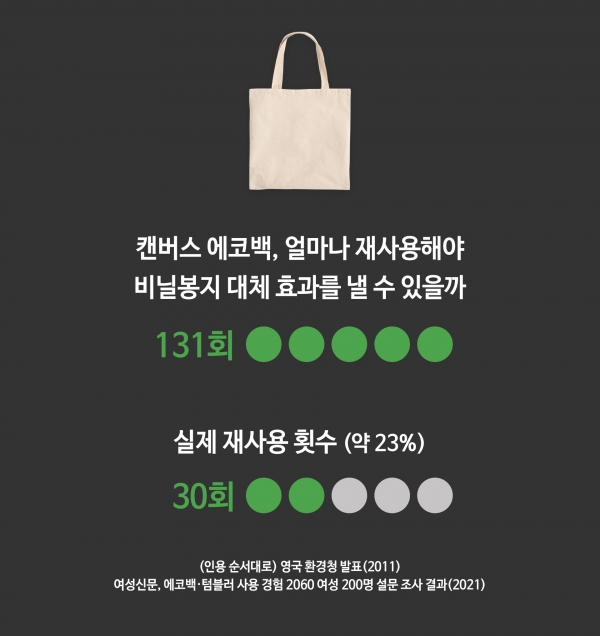 캔버스 에코백, 얼마나 재사용해야
비닐봉지 대체 효과를 낼 수 있을까
131회
실제 재사용 횟수 (약 23%)
30회
(인용 순서대로) 영국 환경청 발표(2011)
여성신문, 에코백·텀블러 사용 경험 2060 여성 200명 설문 조사 결과(2021)